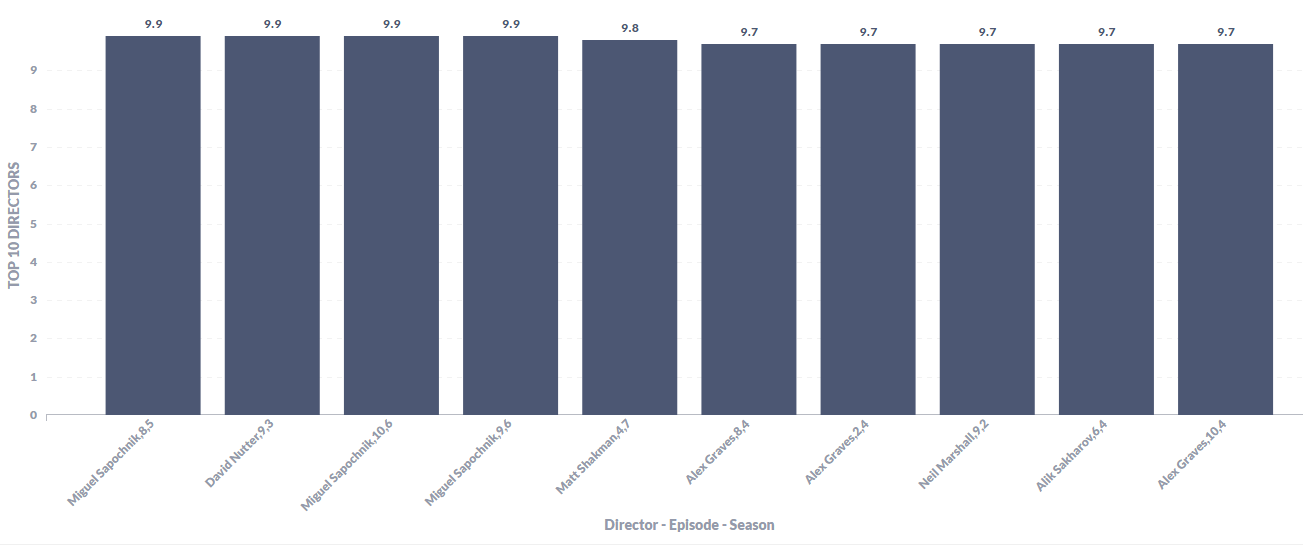 9.9 9.9 9.9 9.9 9.8 9.7 9.7 9.7 9.7 9.7
TOP 10 DIRECTORS
9
8
7
6
5
4
3
2
1
0
Miguel Sapochnik,8,5
David Nutter,9,3
Miguel Sapochnik,10,6
Miguel Sapochnik,9,6
Matt Shakman,4,7
Alex Graves,8,4
Alex Graves,2,4
Neil Marshall,9,2
Alik Sakharov,6,4
Alex Graves,10,4
Director - Episode - Season